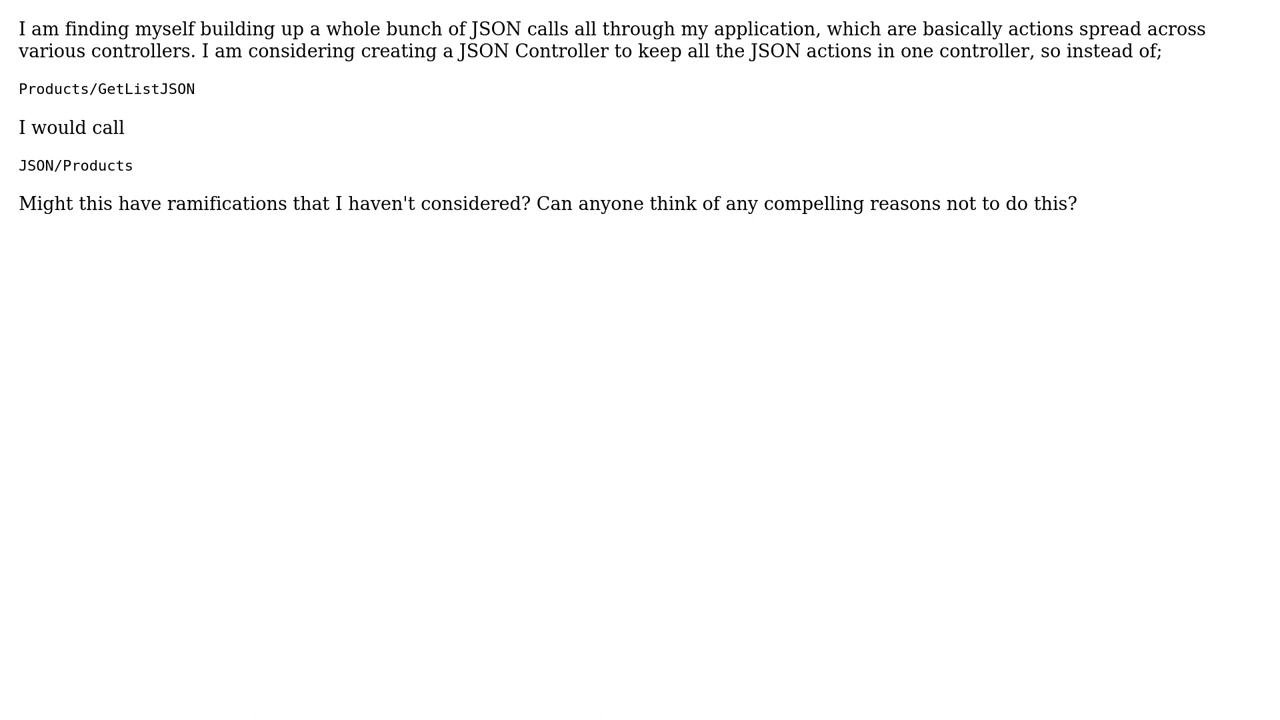 I am finding myself building up a whole bunch of JSON calls all through my application, which are basically actions spread across
various controllers. I am considering creating a JSON Controller to keep all the JSON actions in one controller, so instead of;
Products/GetListJSON
I would call
JSON/Products
Might this have ramifications that I haven't considered? Can anyone think of any compelling reasons not to do this?